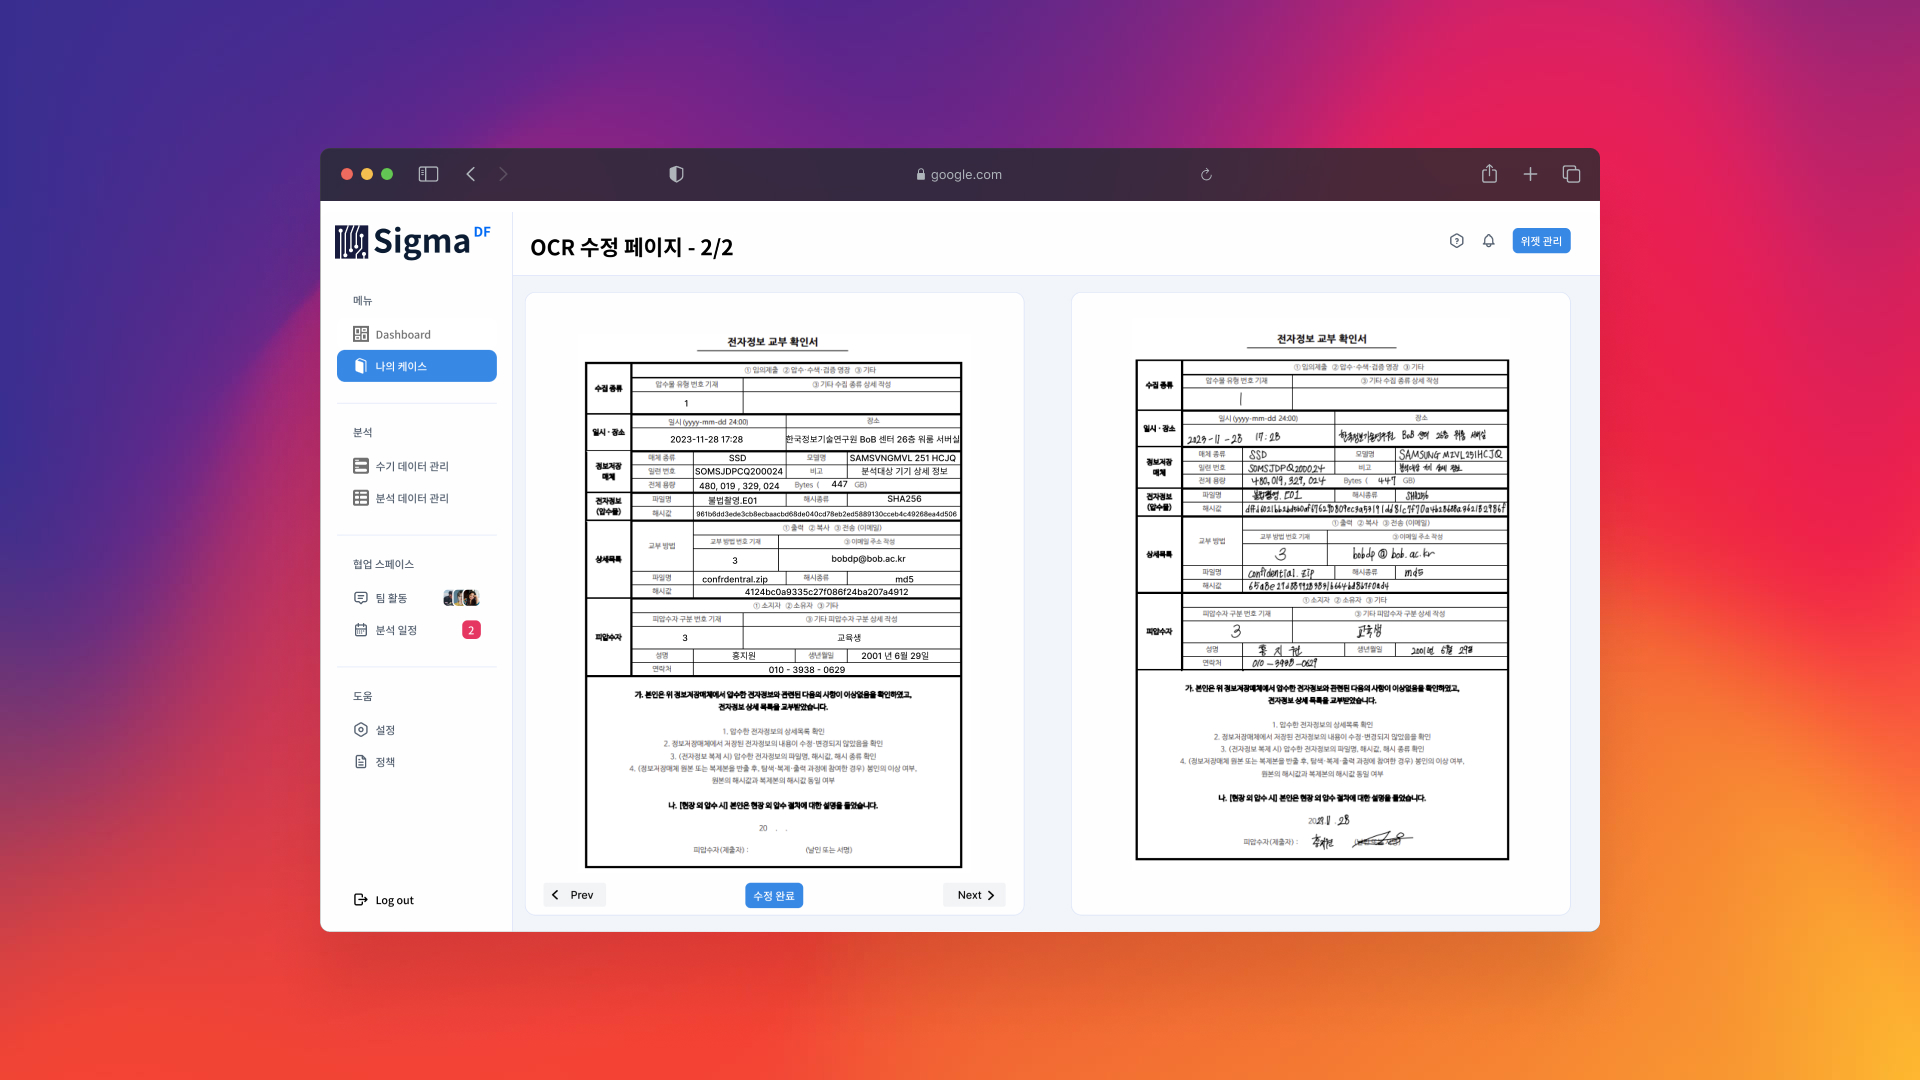 google.com
Sigma DF
OCR 수정 페이지 - 2/2
위젯 관리
메뉴
Dashboard
나의 케이스
분석
수기 데이터 관리
분석 데이터 관리
협업 스페이스
팀 활동
분석 일정 2
도움
설정
정책
Log out
전자정보 교부 확인서
수집 종류
① 임의제출 ② 압수·수색·검증 영장 ③ 기타
압수물 유형 번호 기재 ③ 기타 수집 종류 상세 작성
1
일시 · 장소
일시 (yyyy-mm-dd 24:00) 장소
2023-11-28 17:28 한국정보기술연구원 BoB 센터 26층 워룸 서버실
정보저장 매체
매체 종류 SSD 모델명 SAMSVNGMVL 251 HCJQ
일련 번호 SOMSJDPCQ200024 비고 분석대상 기기 상세 정보
전체 용량 480, 019 , 329, 024 Bytes ( 447 GB)
전자정보 (압수물)
파일명 불법촬영.E01 해시종류 SHA256
해시값 961b6dd3ede3cb8ecbaacbd68de040cd78eb2ed5889130cceb4c49268ea4d506
상세목록
① 출력 ② 복사 ③ 전송 (이메일)
교부 방법 교부 방법 번호 기재 ③ 이메일 주소 작성
3 bobdp@bob.ac.kr
파일명 confrdential.zip 해시종류 md5
해시값 4124bc0a9335c27f086f24ba207a4912
피압수자
① 소지자 ② 소유자 ③ 기타
피압수자 구분 번호 기재 ③ 기타 피압수자 구분 상세 작성
3 교육생
성명 홍지원 생년월일 2001 년 6월 29일
연락처 010 - 3938 - 0629
가. 본인은 위 정보저장매체에서 압수한 전자정보와 관련된 다음의 사항이 이상없음을 확인하였고,
전자정보 상세 목록을 교부받았습니다.
1. 압수한 전자정보의 상세목록 확인
2. 정보저장매체에서 저장된 전자정보의 내용이 수정·변경되지 않았음을 확인
3. (전자정보 복제 시) 압수한 전자정보의 파일명, 해시값, 해시 종류 확인
4. (정보저장매체 원본 또는 복제본을 반출 후, 탐색·복제·출력 과정에 참여한 경우) 봉인의 이상 여부,
원본의 해시값과 복제본의 해시값 동일 여부
나. [현장 외 압수 시] 본인은 현장 외 압수 절차에 대한 설명을 들었습니다.
20 . .
피압수자(제출자) : (날인 또는 서명)
Prev
수정 완료
Next
전자정보 교부 확인서
수집 종류
① 임의제출 ② 압수·수색·검증 영장 ③ 기타
압수물 유형 번호 기재 ③ 기타 수집 종류 상세 작성
1
일시 · 장소
일시 (yyyy-mm-dd 24:00) 장소
2023-11-28 17:28 한국정보기술연구원 BoB 센터 26층 워룸 서버실
정보저장 매체
매체 종류 SSD 모델명 SAMSUNG MZVL251HCJQ
일련 번호 비고 분석대상 기기 상세 정보
전체 용량 480,019,329,024 Bytes ( 447 GB)
전자정보 (압수물)
파일명 불법촬영.E01 해시종류 SHA256
해시값
상세목록
① 출력 ② 복사 ③ 전송 (이메일)
교부 방법 교부 방법 번호 기재 ③ 이메일 주소 작성
3 bobdp@bob.ac.kr
파일명 confidential.zip 해시종류 md5
해시값
피압수자
① 소지자 ② 소유자 ③ 기타
피압수자 구분 번호 기재 ③ 기타 피압수자 구분 상세 작성
3 교육생
성명 홍지원 생년월일 2001년 6월 29일
연락처 010-3938-0629
가. 본인은 위 정보저장매체에서 압수한 전자정보와 관련된 다음의 사항이 이상없음을 확인하였고,
전자정보 상세 목록을 교부받았습니다.
1. 압수한 전자정보의 상세목록 확인
2. 정보저장매체에서 저장된 전자정보의 내용이 수정·변경되지 않았음을 확인
3. (전자정보 복제 시) 압수한 전자정보의 파일명, 해시값, 해시 종류 확인
4. (정보저장매체 원본 또는 복제본을 반출 후, 탐색·복제·출력 과정에 참여한 경우) 봉인의 이상 여부,
원본의 해시값과 복제본의 해시값 동일 여부
나. [현장 외 압수 시] 본인은 현장 외 압수 절차에 대한 설명을 들었습니다.
피압수자(제출자) : 홍지원